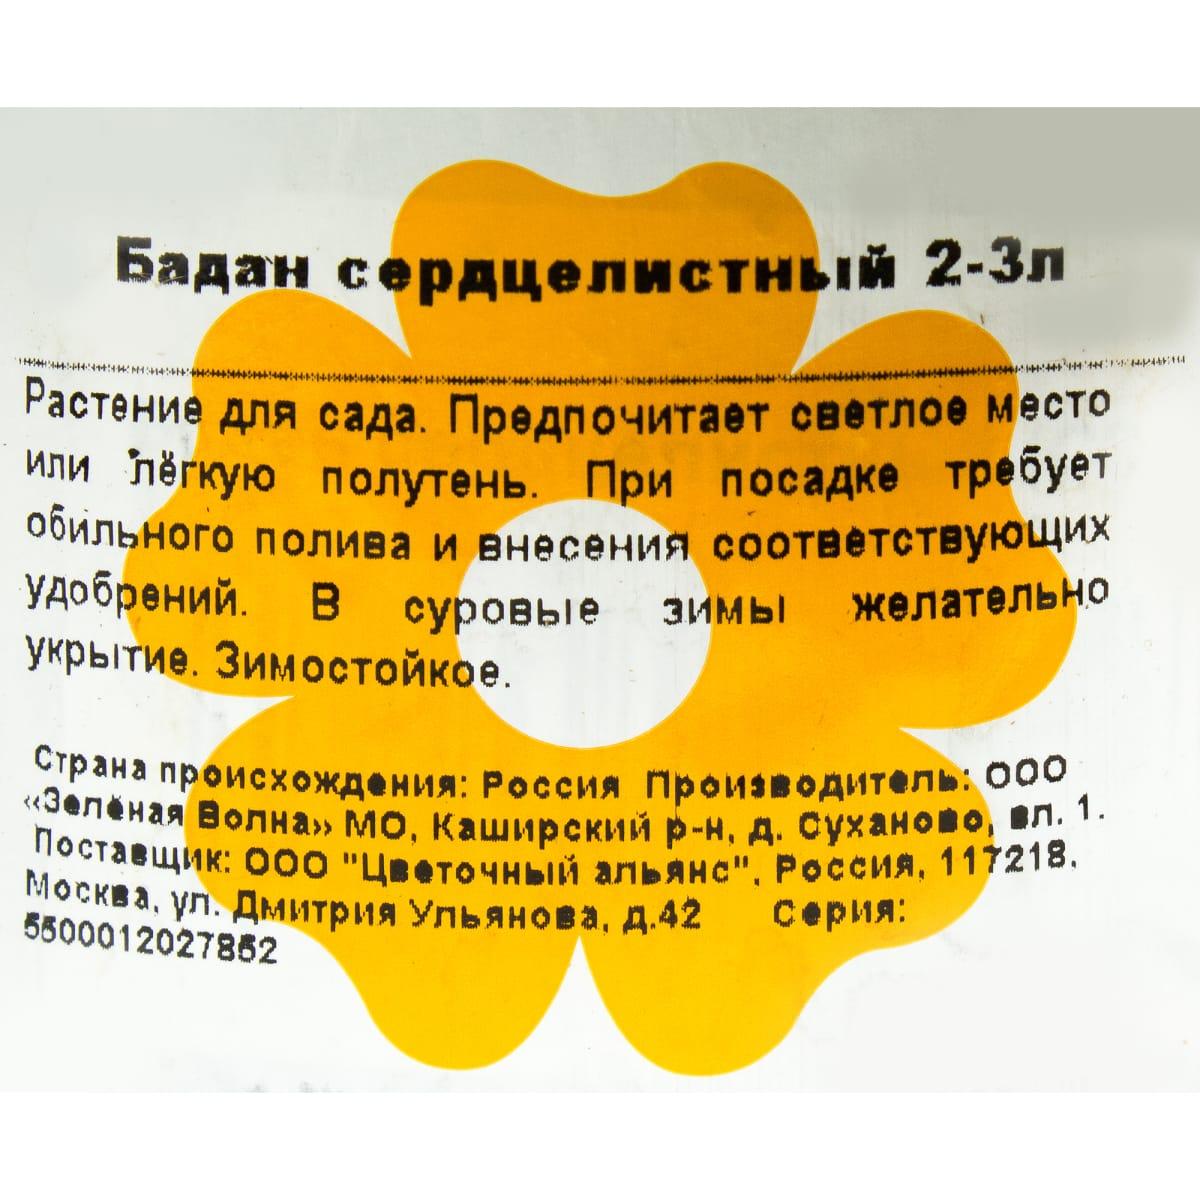 Бадан сердцелистный 2-3л
Растение для сада. Предпочитает светлое место
или лёгкую полутень. При посадке требует
обильного полива и внесения соответствующих
удобрений. В суровые зимы желательно
укрытие. Зимостойкое.
Страна происхождения: Россия Производитель: ООО
«Зелёная Волна» МО, Каширский р-н, д. Суханово, вл. 1.
Поставщик: ООО "Цветочный альянс", Россия, 117218,
Москва, ул. Дмитрия Ульянова, д.42 Серия:
5500012027852